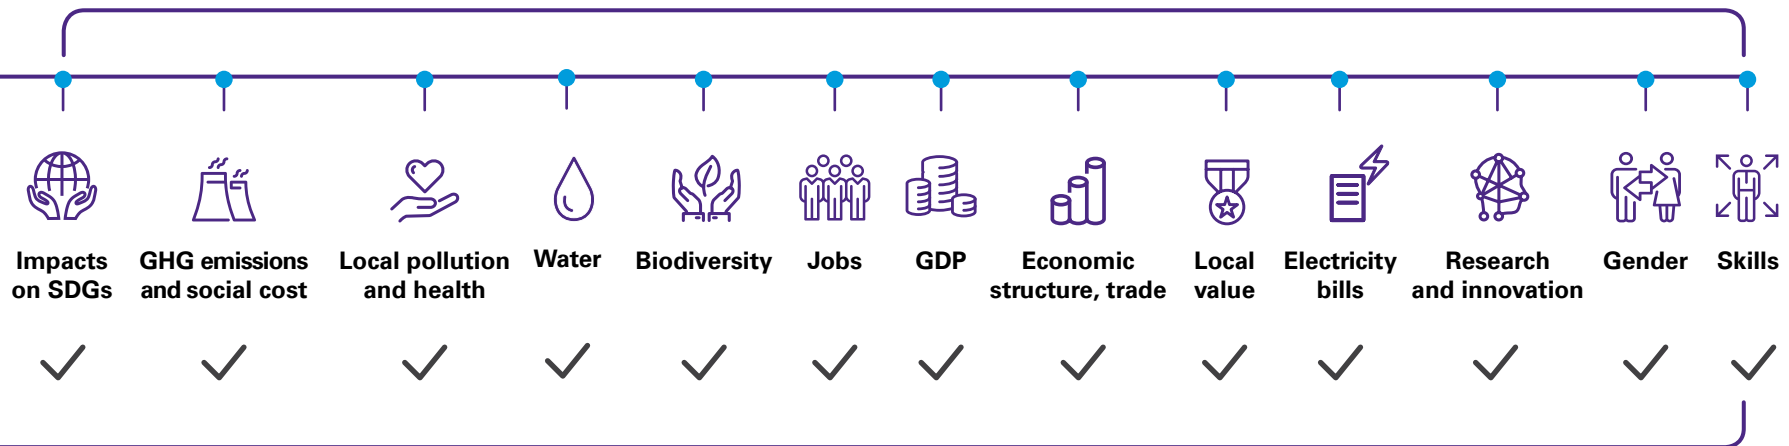 Impacts
on SDGs
GHG emissions
and social cost
Local pollution
and health
Water
Biodiversity
Jobs
GDP
Economic
structure, trade
Local
value
Electricity
bills
Research
and innovation
Gender
Skills